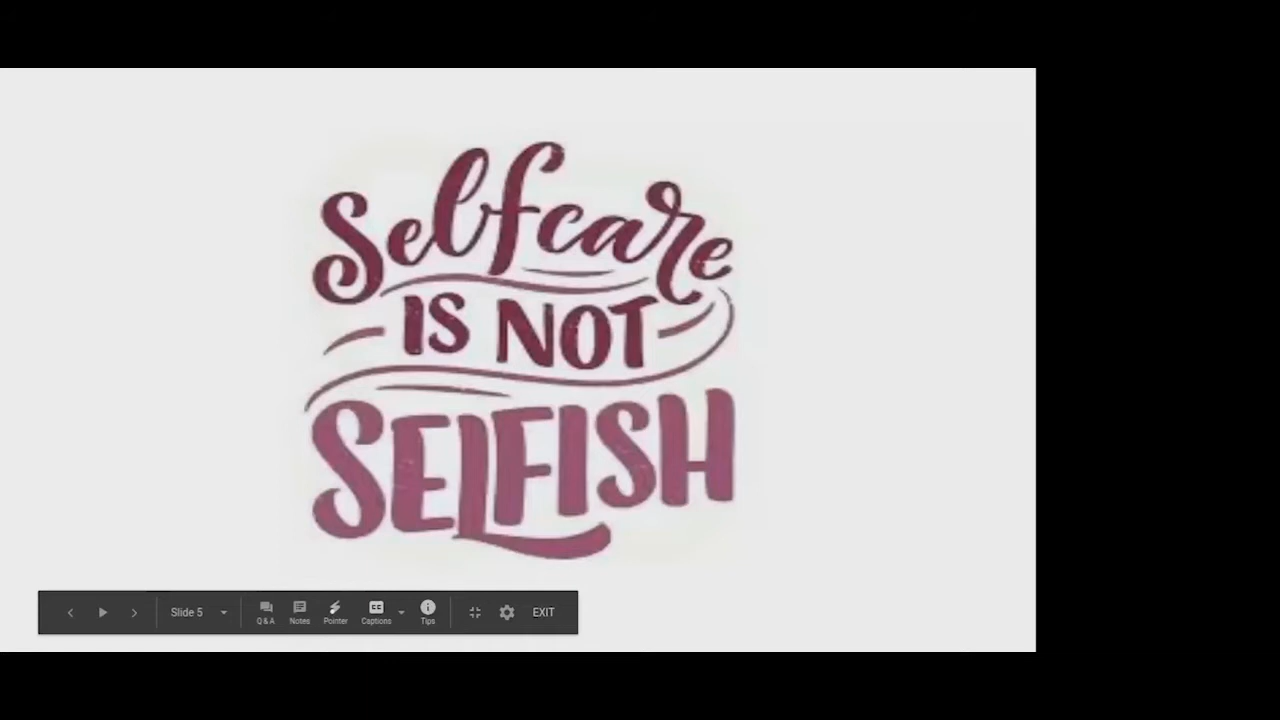 Selfcare
IS NOT
SELFISH
Slide 5
Q & A
Notes
Pointer
Captions
Tips
EXIT